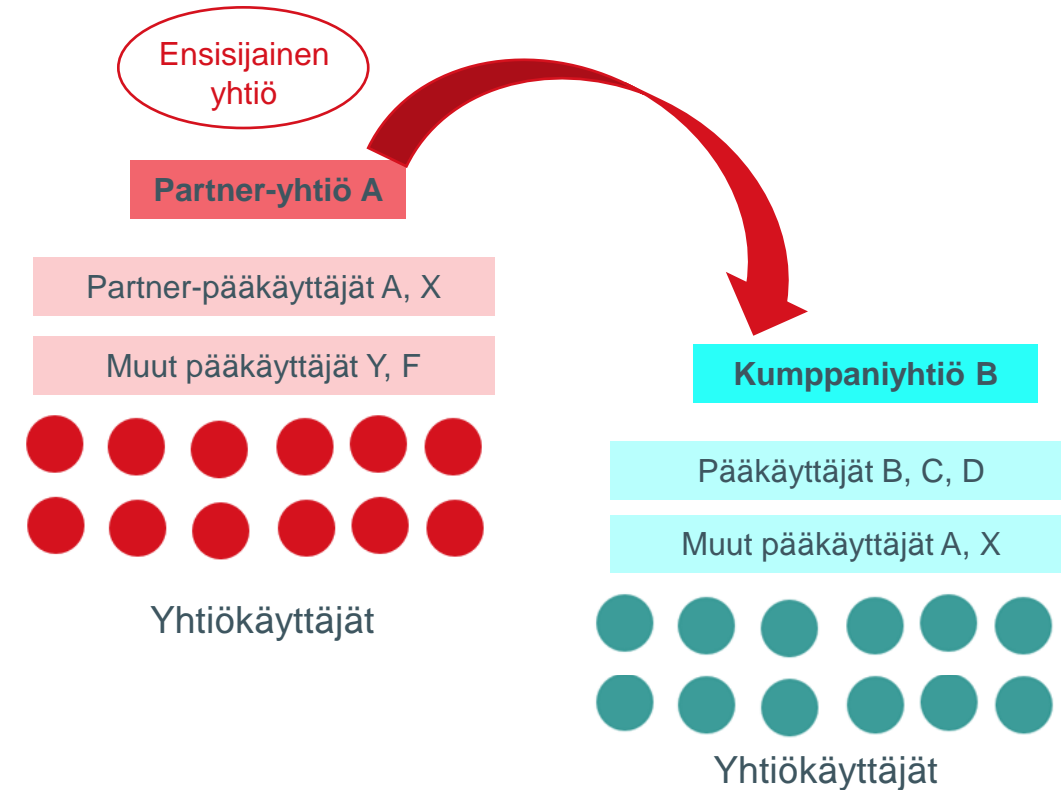 Ensisijainen
yhtiö
Partner-yhtiö A
Partner-pääkäyttäjät A, X
Muut pääkäyttäjät Y, F
Yhtiökäyttäjät
Kumppaniyhtiö B
Pääkäyttäjät B, C, D
Muut pääkäyttäjät A, X
Yhtiökäyttäjät